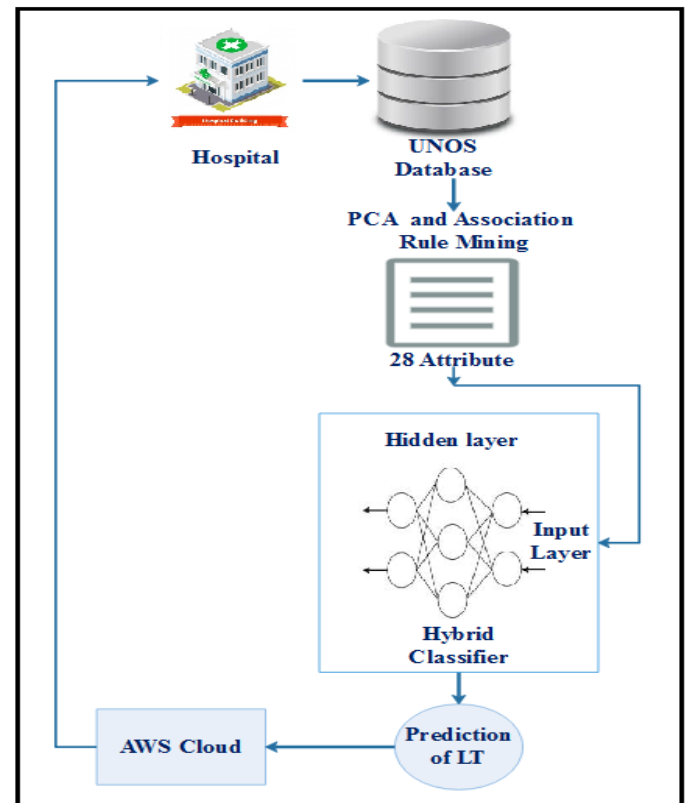 Hospital
UNOS
Database
PCA and Association
Rule Mining
28 Attribute
Hidden layer
Input
Layer
Hybrid
Classifier
Prediction
of LT
AWS Cloud